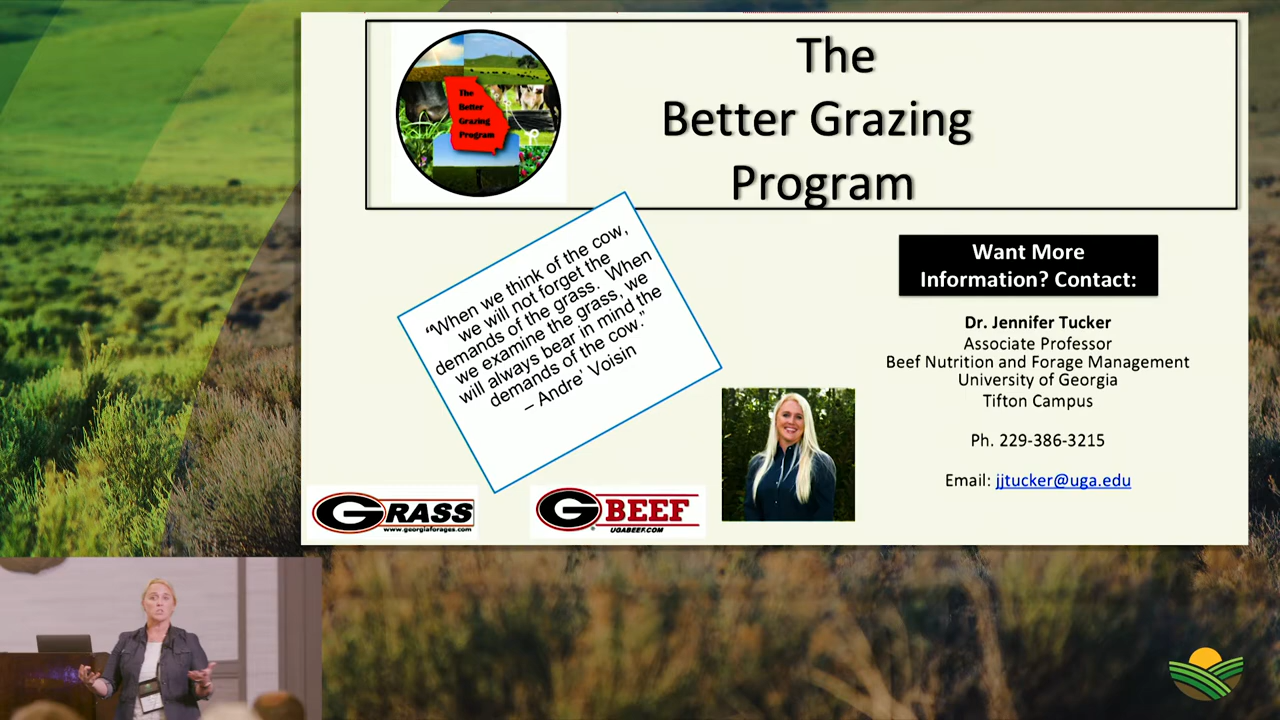 The
Better Grazing
Program
The
Better
Grazing
Program
“When we think of the cow,
we will not forget the
demands of the grass. When
we examine the grass, we
will always bear in mind the
demands of the cow.”
– Andre’ Voisin
Want More
Information? Contact:
Dr. Jennifer Tucker
Associate Professor
Beef Nutrition and Forage Management
University of Georgia
Tifton Campus
Ph. 229-386-3215
Email: jjtucker@uga.edu
GRASS
www.georgiaforages.com
G BEEF
UGABEEF.COM